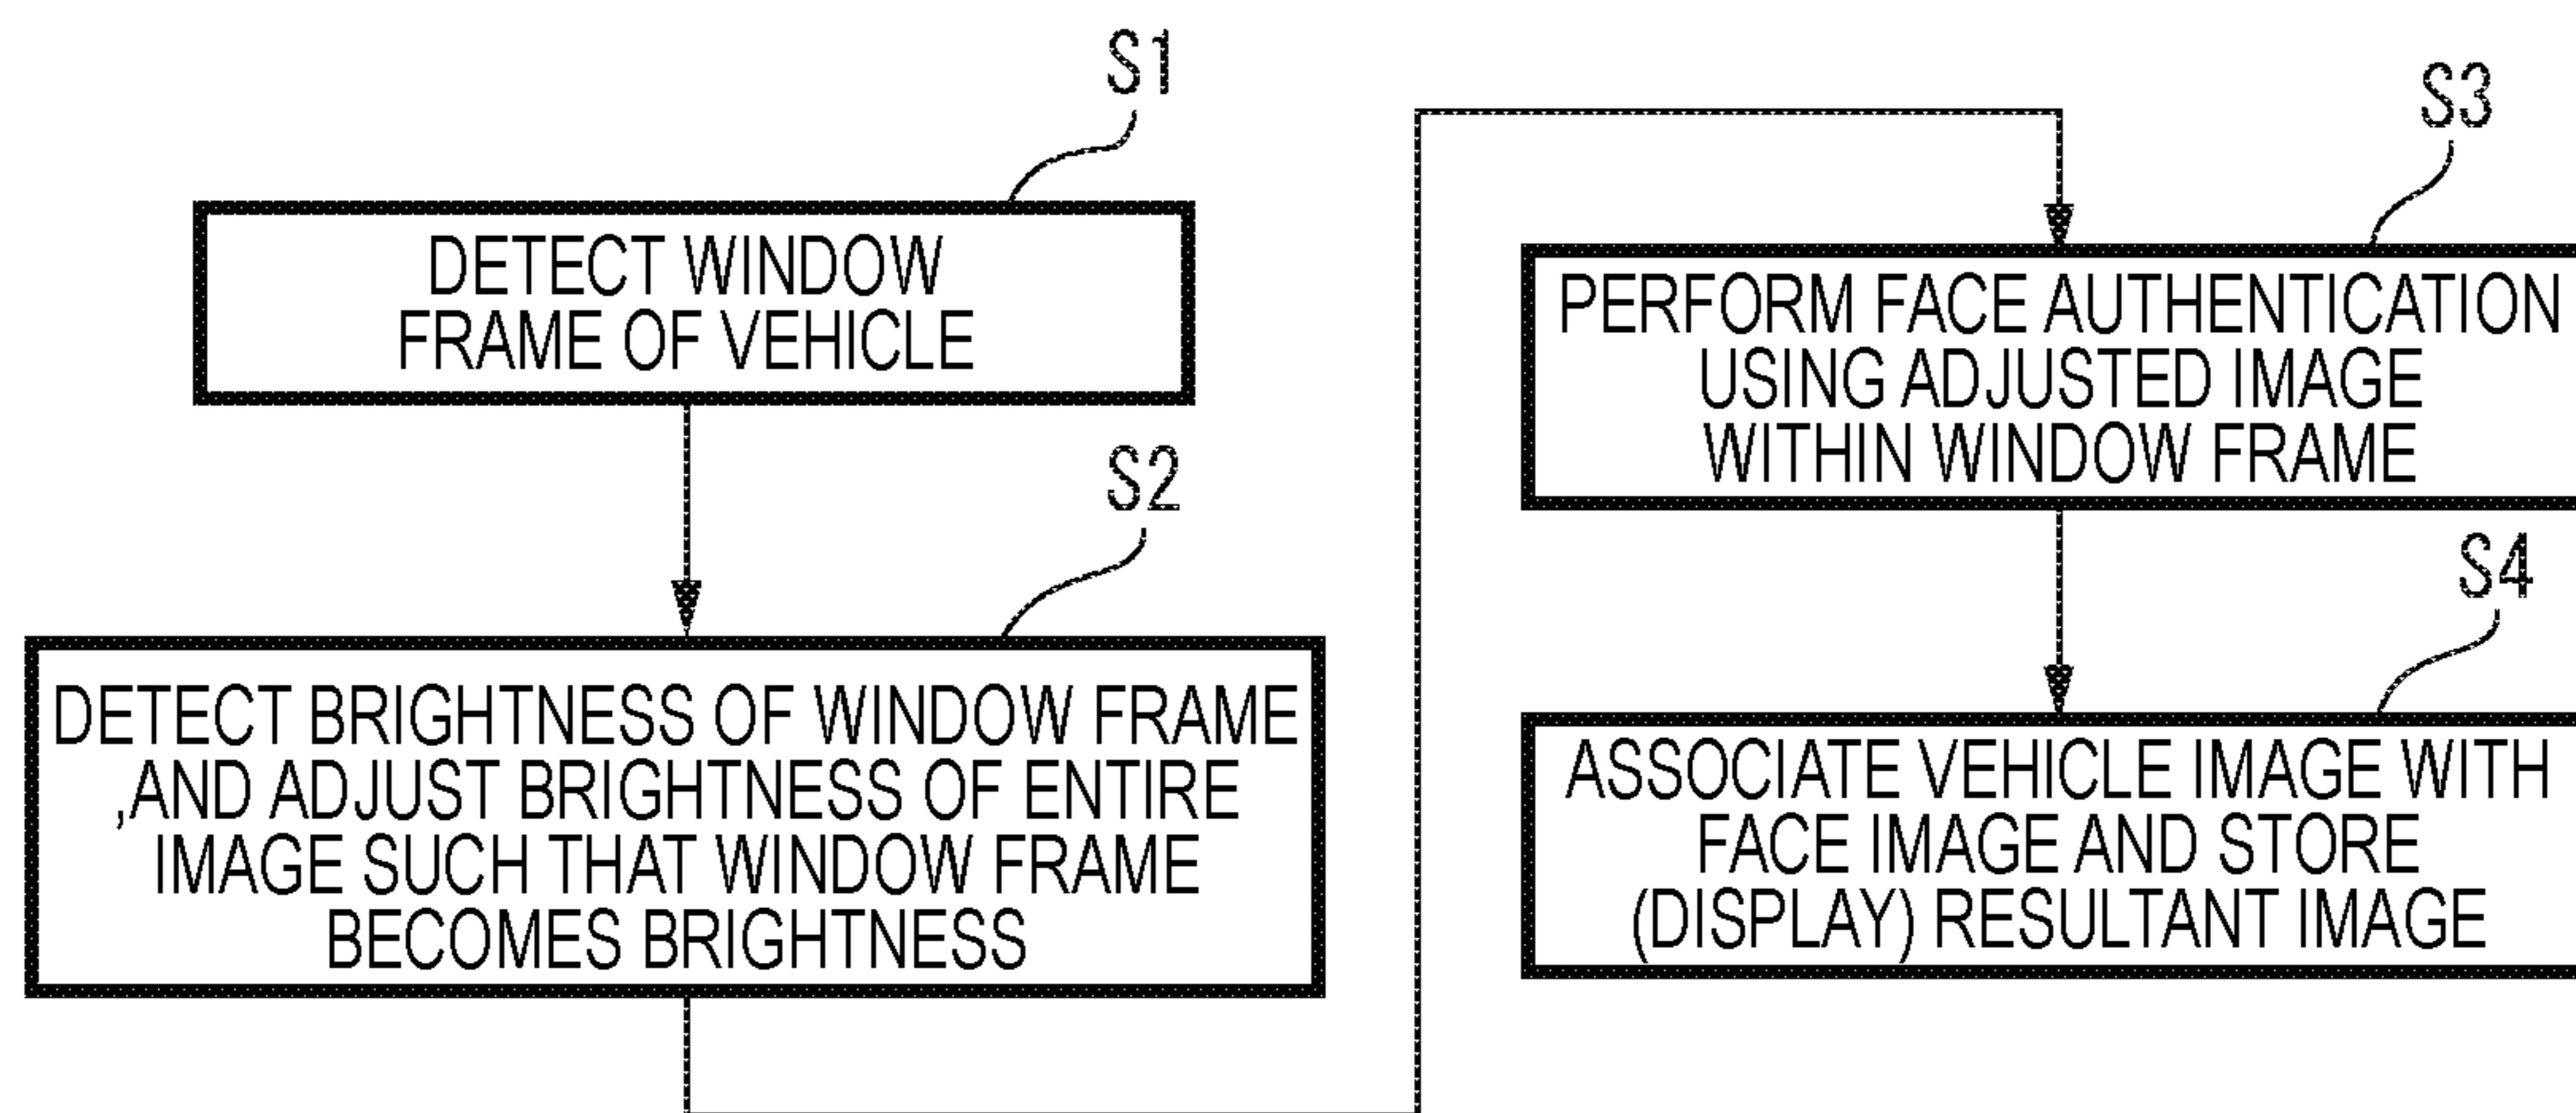 S1
DETECT WINDOW
FRAME OF VEHICLE
S2
DETECT BRIGHTNESS OF WINDOW FRAME
,AND ADJUST BRIGHTNESS OF ENTIRE
IMAGE SUCH THAT WINDOW FRAME
BECOMES BRIGHTNESS
S3
PERFORM FACE AUTHENTICATION
USING ADJUSTED IMAGE
WITHIN WINDOW FRAME
S4
ASSOCIATE VEHICLE IMAGE WITH
FACE IMAGE AND STORE
(DISPLAY) RESULTANT IMAGE